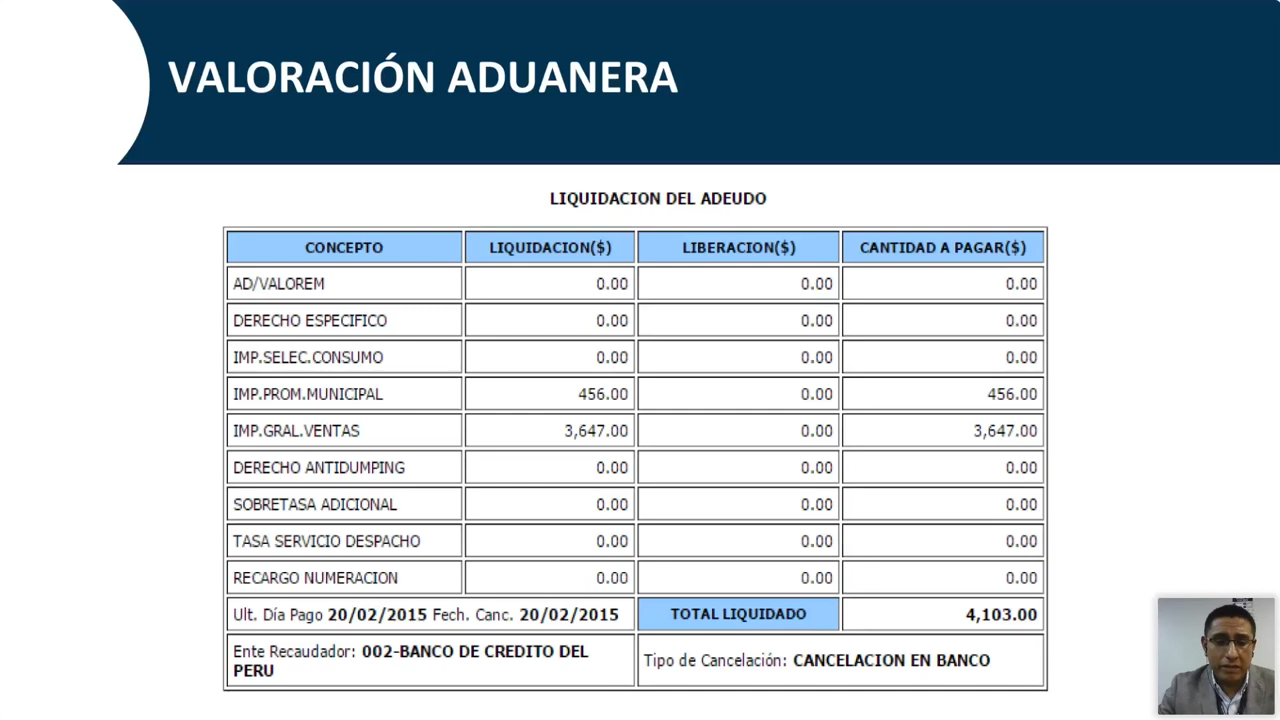 VALORACIÓN ADUANERA
LIQUIDACION DEL ADEUDO
CONCEPTO LIQUIDACION($) LIBERACION($) CANTIDAD A PAGAR($)
AD/VALOREM 0.00 0.00 0.00
DERECHO ESPECIFICO 0.00 0.00 0.00
IMP.SELEC.CONSUMO 0.00 0.00 0.00
IMP.PROM.MUNICIPAL 456.00 0.00 456.00
IMP.GRAL.VENTAS 3,647.00 0.00 3,647.00
DERECHO ANTIDUMPING 0.00 0.00 0.00
SOBRETASA ADICIONAL 0.00 0.00 0.00
TASA SERVICIO DESPACHO 0.00 0.00 0.00
RECARGO NUMERACION 0.00 0.00 0.00
Ult. Día Pago 20/02/2015 Fech. Canc. 20/02/2015 TOTAL LIQUIDADO 4,103.00
Ente Recaudador: 002-BANCO DE CREDITO DEL
PERU
Tipo de Cancelación: CANCELACION EN BANCO